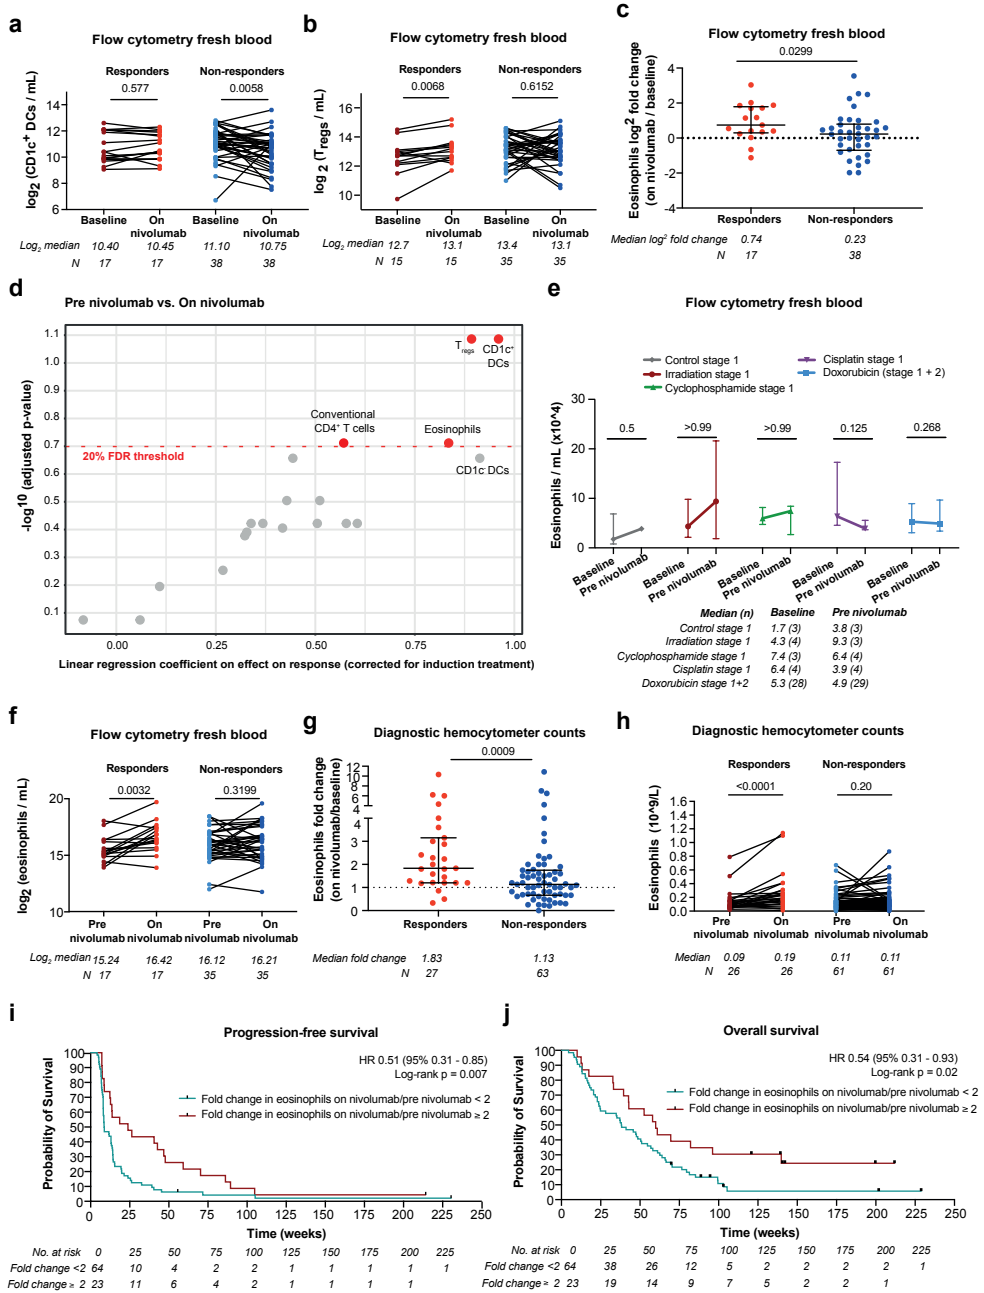 a
Flow cytometry fresh blood
Responders
Non-responders
0.577
0.0058
log2 (CD1c+ DCs / mL)
14
12
10
8
6
Baseline
On nivolumab
Baseline
On nivolumab
Log2 median 10.40 10.45 11.10 10.75
N 17 17 38 38
b
Flow cytometry fresh blood
Responders
Non-responders
0.0068
0.6152
log 2 (Tregs / mL)
16
14
12
10
Baseline
On nivolumab
Baseline
On nivolumab
Log2 median 12.7 13.1 13.4 13.1
N 15 15 35 35
c
Flow cytometry fresh blood
0.0299
Eosinophils log2 fold change
(on nivolumab / baseline)
4
2
0
-2
-4
Responders
Non-responders
Median log2 fold change 0.74 0.23
N 17 38
d
Pre nivolumab vs. On nivolumab
-log10 (adjusted p-value)
1.1
1.0
0.9
0.8
0.7
0.6
0.5
0.4
0.3
0.2
0.1
Tregs
CD1c+
DCs
Conventional
CD4+ T cells
Eosinophils
20% FDR threshold
CD1c- DCs
0.00
0.25
0.50
0.75
1.00
Linear regression coefficient on effect on response (corrected for induction treatment)
e
Flow cytometry fresh blood
Control stage 1
Irradiation stage 1
Cyclophosphamide stage 1
Cisplatin stage 1
Doxorubicin (stage 1 + 2)
Eosinophils / mL (x10^4)
30
20
10
0
0.5
>0.99
>0.99
0.125
0.268
Baseline
Pre nivolumab
Baseline
Pre nivolumab
Baseline
Pre nivolumab
Baseline
Pre nivolumab
Baseline
Pre nivolumab
Median (n) Baseline Pre nivolumab
Control stage 1 1.7 (3) 3.8 (3)
Irradiation stage 1 4.3 (4) 9.3 (3)
Cyclophosphamide stage 1 7.4 (3) 6.4 (4)
Cisplatin stage 1 6.4 (4) 3.9 (4)
Doxorubicin stage 1+2 5.3 (28) 4.9 (29)
f
Flow cytometry fresh blood
Responders
Non-responders
0.0032
0.3199
log2 (eosinophils / mL)
20
15
10
Pre nivolumab
On nivolumab
Pre nivolumab
On nivolumab
Log2 median 15.24 16.42 16.12 16.21
N 17 17 35 35
g
Diagnostic hemocytometer counts
0.0009
Eosinophils fold change
(on nivolumab/baseline)
12
10
8
6
4
3
2
1
0
Responders
Non-responders
Median fold change 1.83 1.13
N 27 63
h
Diagnostic hemocytometer counts
Responders
Non-responders
<0.0001
0.20
Eosinophils (10^9/L)
1.6
1.4
1.2
1.0
0.8
0.6
0.4
0.2
0.0
Pre nivolumab
On nivolumab
Pre nivolumab
On nivolumab
Median 0.09 0.19 0.11 0.11
N 26 26 61 61
i
Progression-free survival
HR 0.51 (95% 0.31 - 0.85)
Log-rank p = 0.007
Fold change in eosinophils on nivolumab/pre nivolumab < 2
Fold change in eosinophils on nivolumab/pre nivolumab ≥ 2
Probability of Survival
100
90
80
70
60
50
40
30
20
10
0
0 25 50 75 100 125 150 175 200 225 250
Time (weeks)
No. at risk 0 25 50 75 100 125 150 175 200 225
Fold change <2 64 10 4 2 2 1 1 1 1 1
Fold change ≥ 2 23 11 6 4 2 1 1 1 1
j
Overall survival
HR 0.54 (95% 0.31 - 0.93)
Log-rank p = 0.02
Fold change in eosinophils on nivolumab/pre nivolumab < 2
Fold change in eosinophils on nivolumab/pre nivolumab ≥ 2
Probability of Survival
100
90
80
70
60
50
40
30
20
10
0
0 25 50 75 100 125 150 175 200 225 250
Time (weeks)
No. at risk 0 25 50 75 100 125 150 175 200 225
Fold change <2 64 38 26 12 5 2 2 2 2 1
Fold change ≥ 2 23 19 14 9 7 5 2 2 1